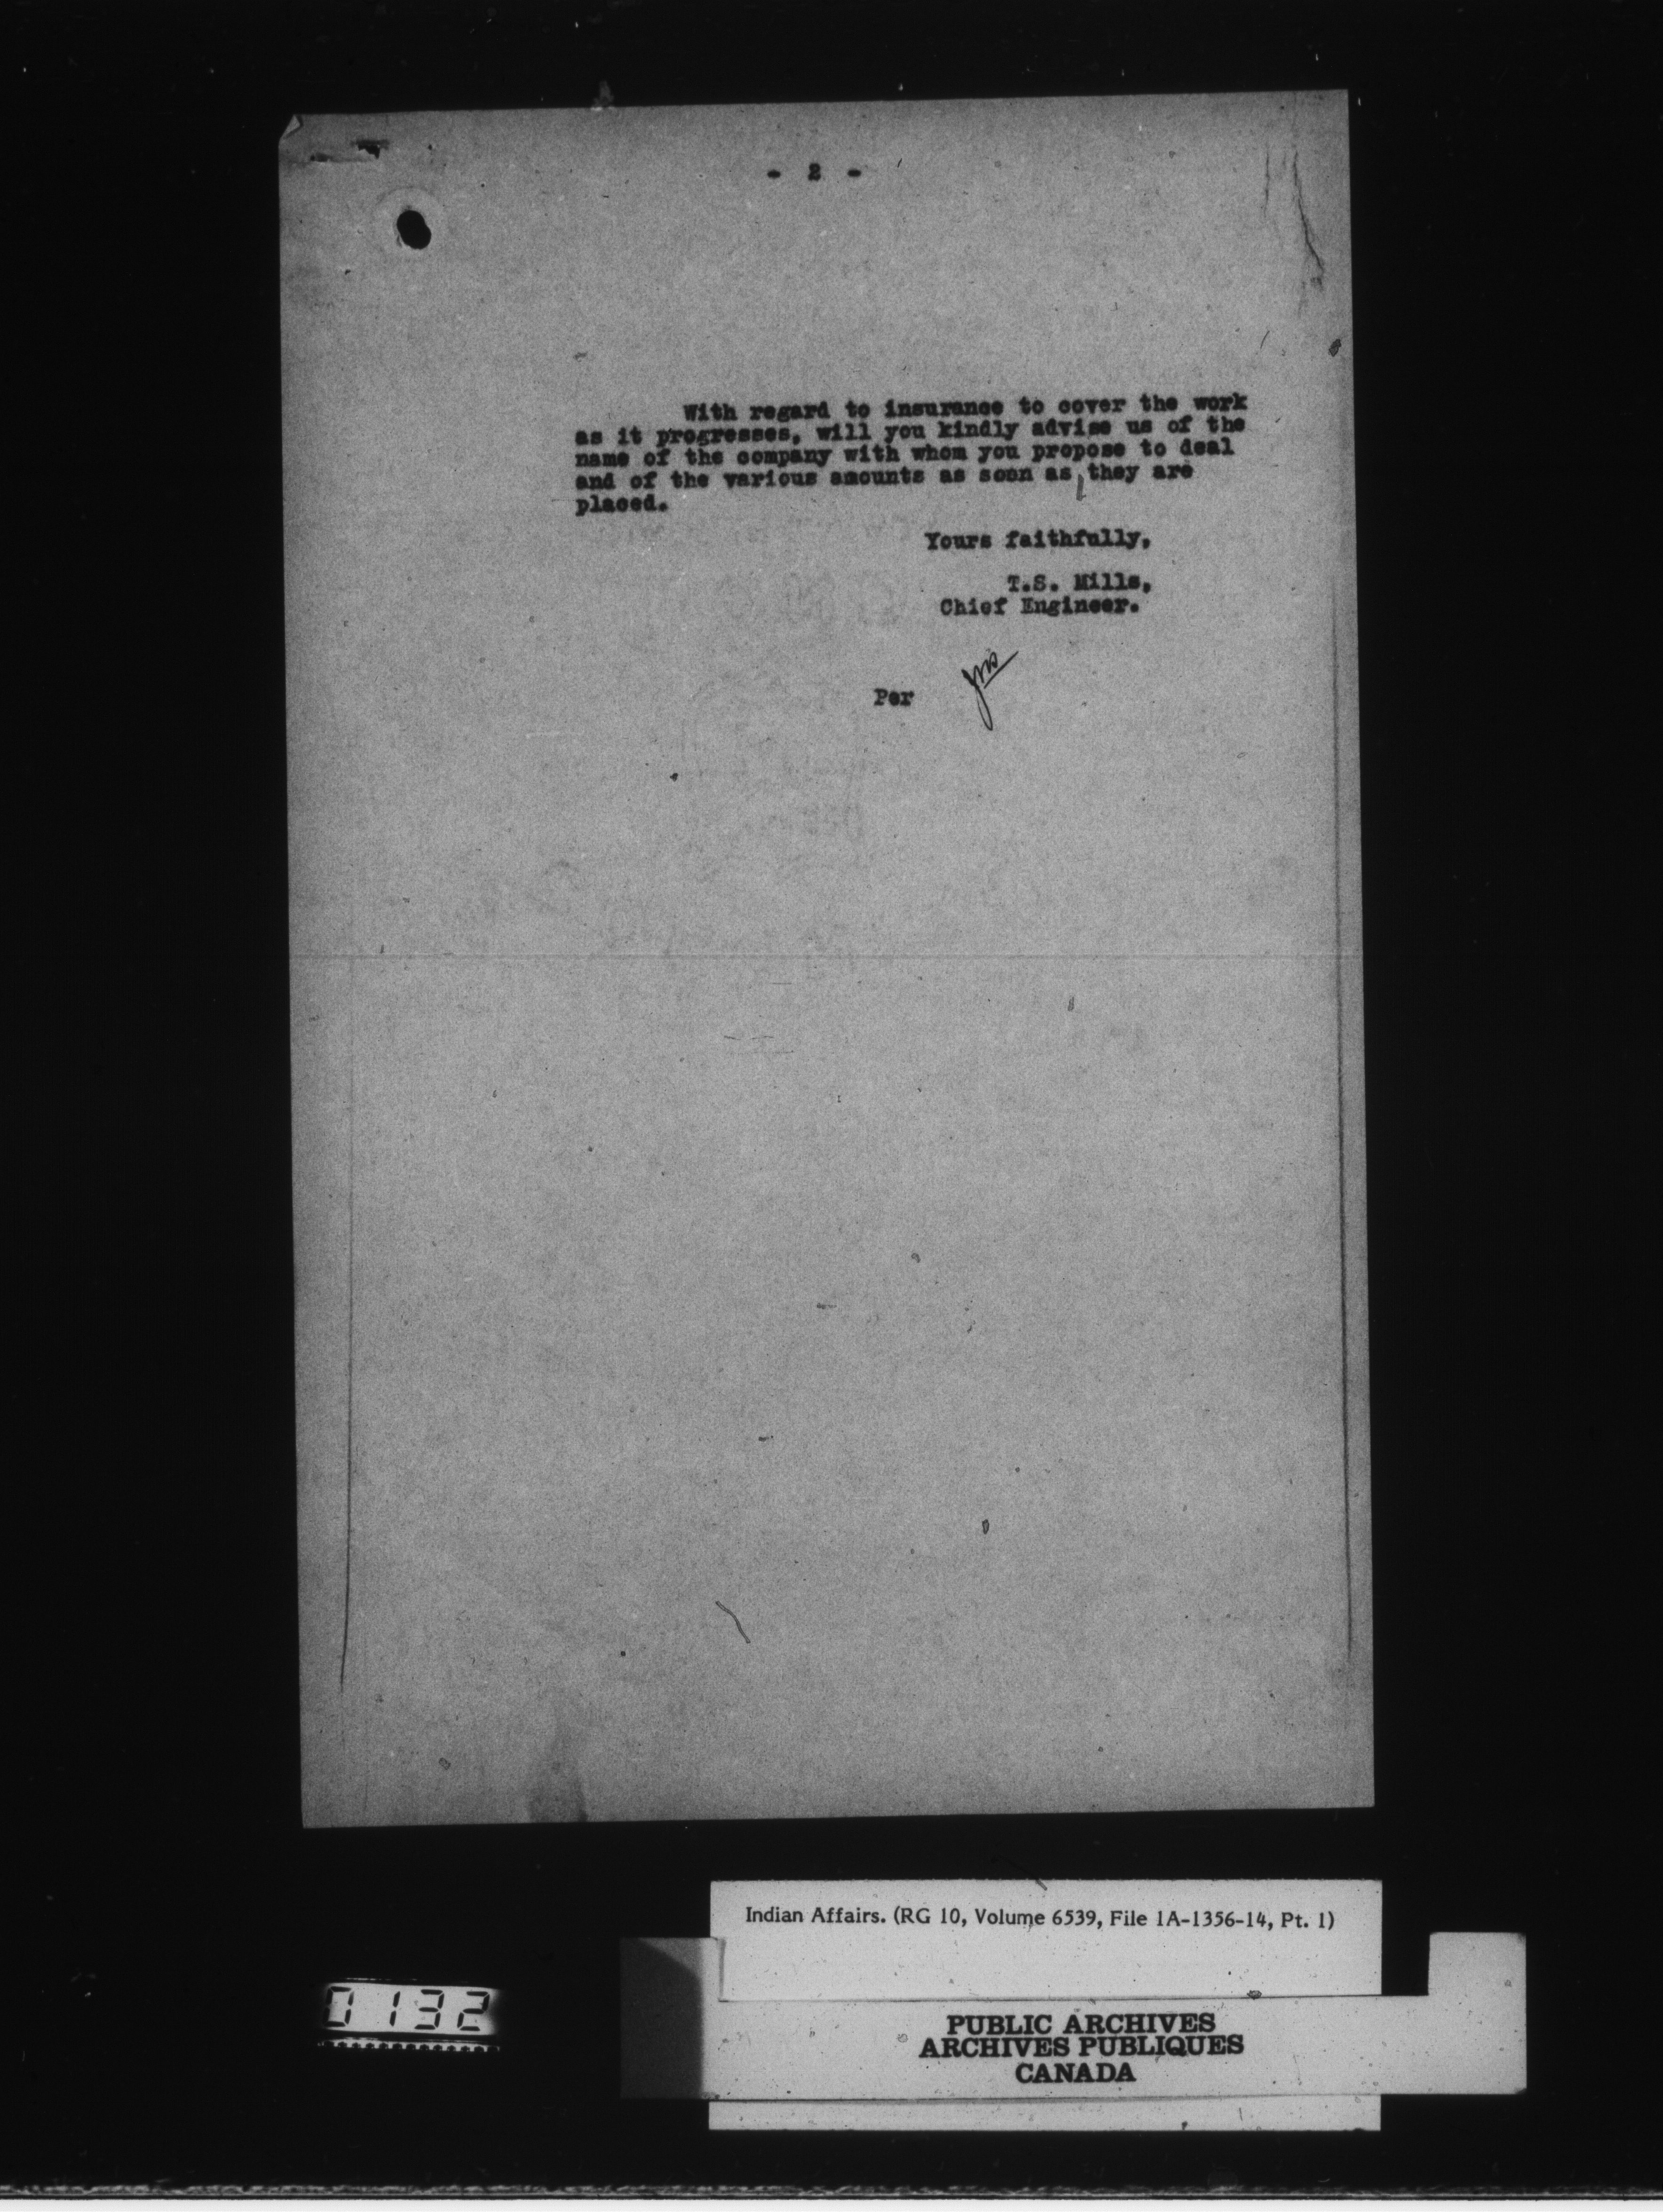 - 2 -
With regard to insurance to cover the work
as it progresses, will you kindly advise us of the
name of the company with whom you propose to deal
and of the various amounts as soon as they are
placed.
Yours faithfully,
T.S. Mills,
Chief Engineer.
Per
Indian Affairs. (RG 10, Volume 6539, File 1A-1356-14, Pt. 1)
0132
PUBLIC ARCHIVES
ARCHIVES PUBLIQUES
CANADA